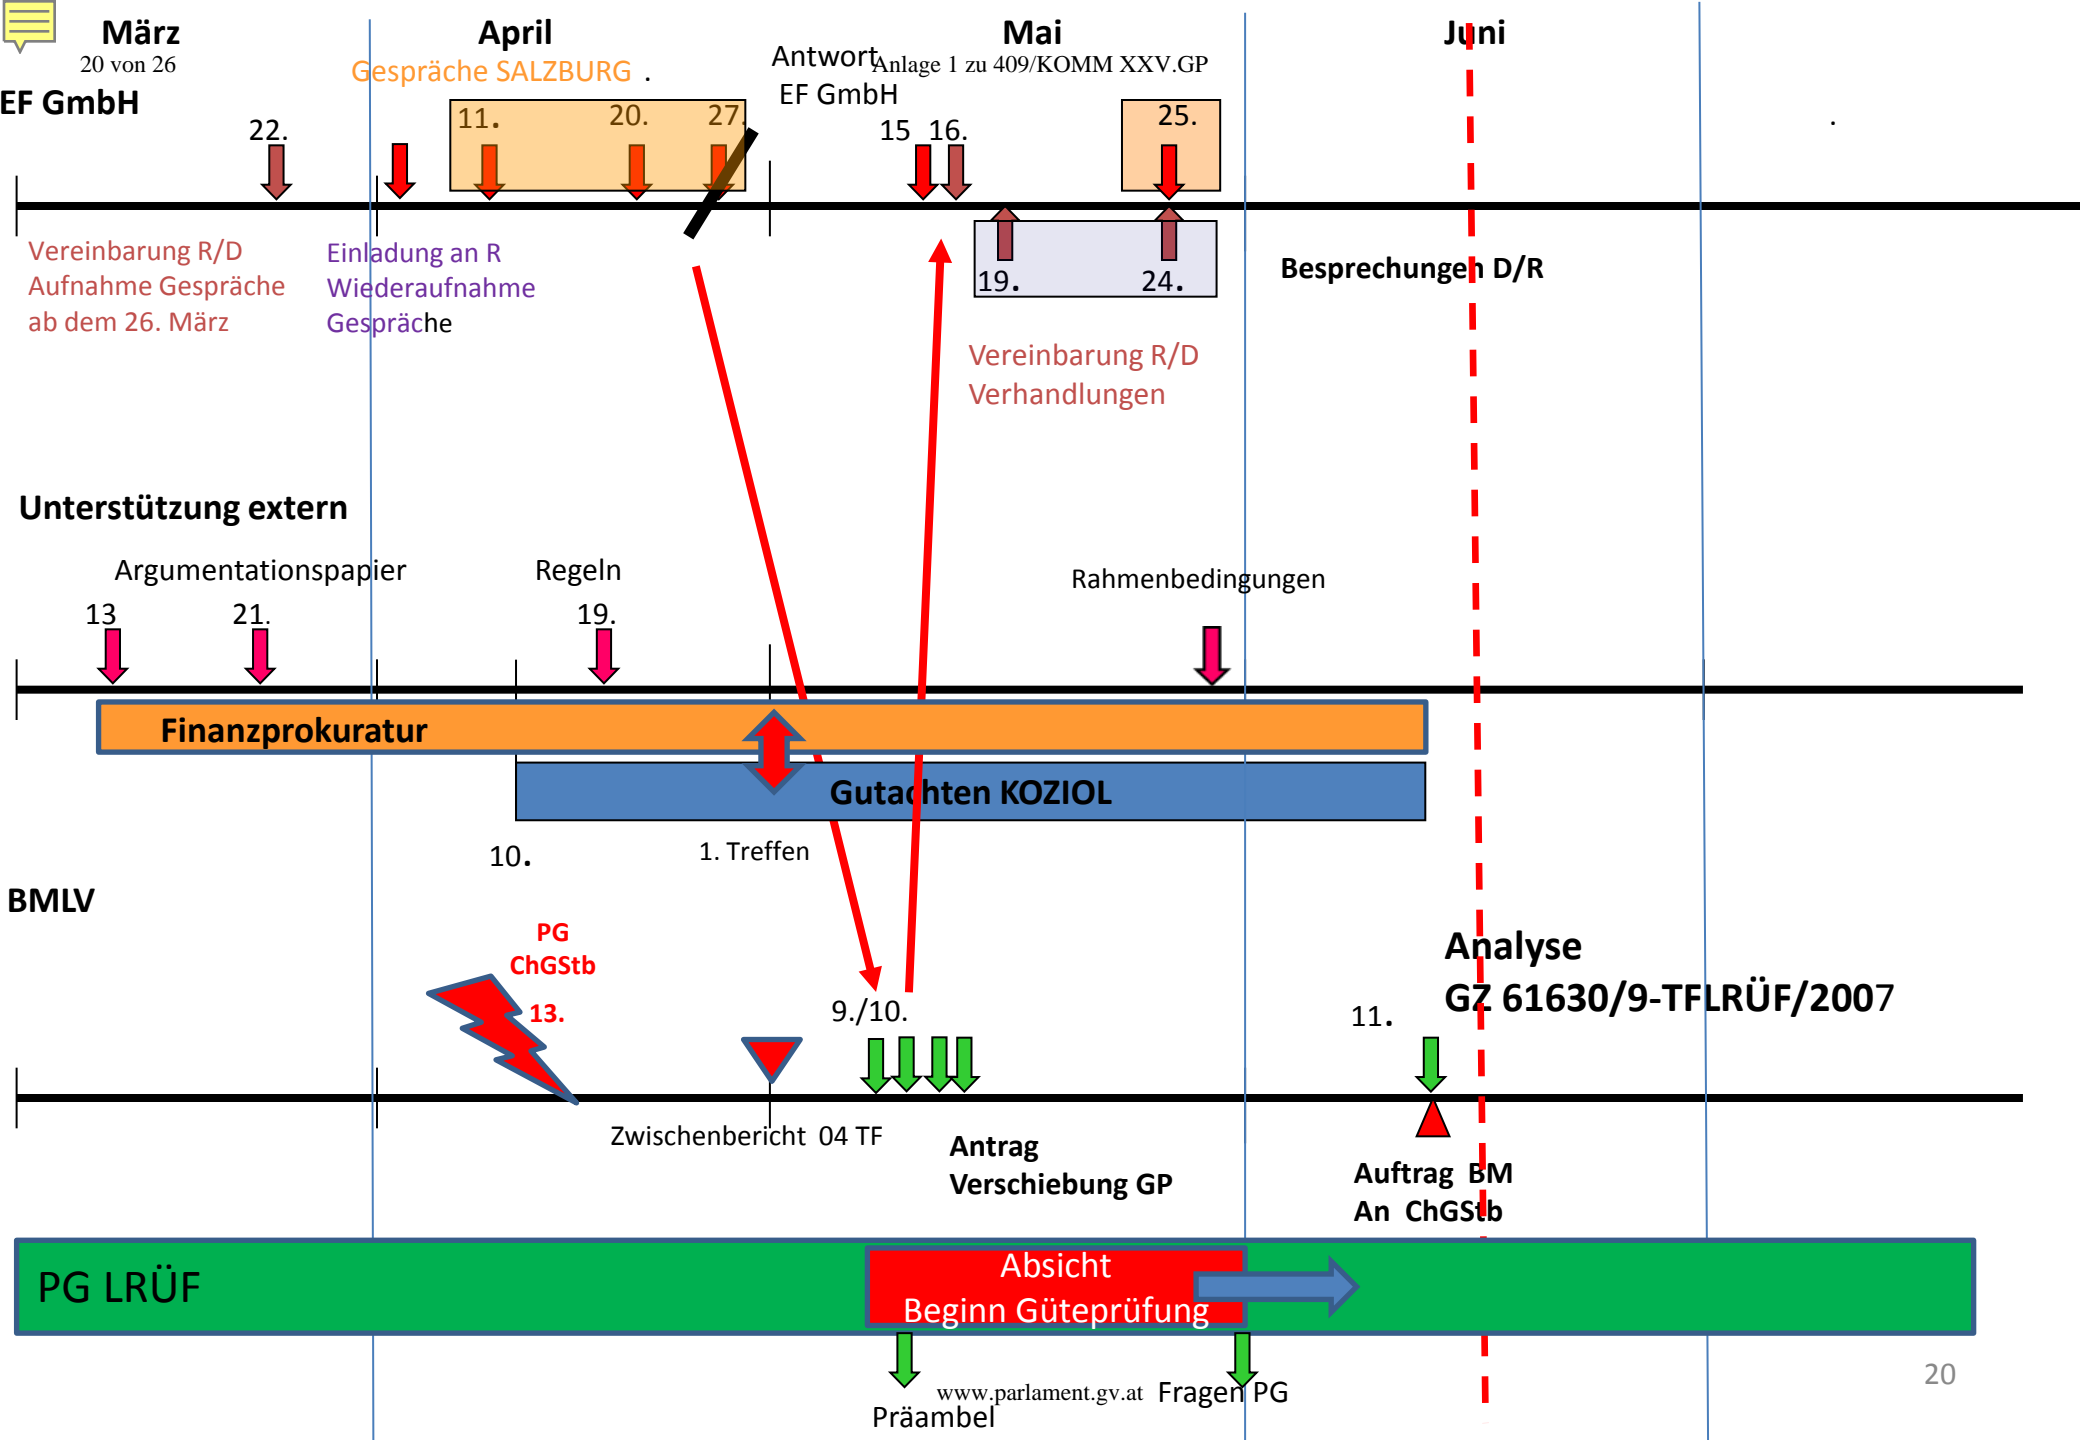 März
April
Mai
Juni
20 von 26
Anlage 1 zu 409/KOMM XXV.GP
EF GmbH
Gespräche SALZBURG .
Antwort
EF GmbH
22.
11.
20.
27.
15
16.
25.
.
Vereinbarung R/D
Aufnahme Gespräche
ab dem 26. März
Einladung an R
Wiederaufnahme
Gespräche
19.
24.
Besprechungen D/R
Vereinbarung R/D
Verhandlungen
Unterstützung extern
Argumentationspapier
Regeln
Rahmenbedingungen
13
21.
19.
Finanzprokuratur
Gutachten KOZIOL
10.
1. Treffen
BMLV
PG
ChGStb
13.
9./10.
11.
Analyse
GZ 61630/9-TFLRÜF/2007
Zwischenbericht 04 TF
Antrag
Verschiebung GP
Auftrag BM
An ChGStb
PG LRÜF
Absicht
Beginn Güteprüfung
Präambel
www.parlament.gv.at
Fragen PG
20